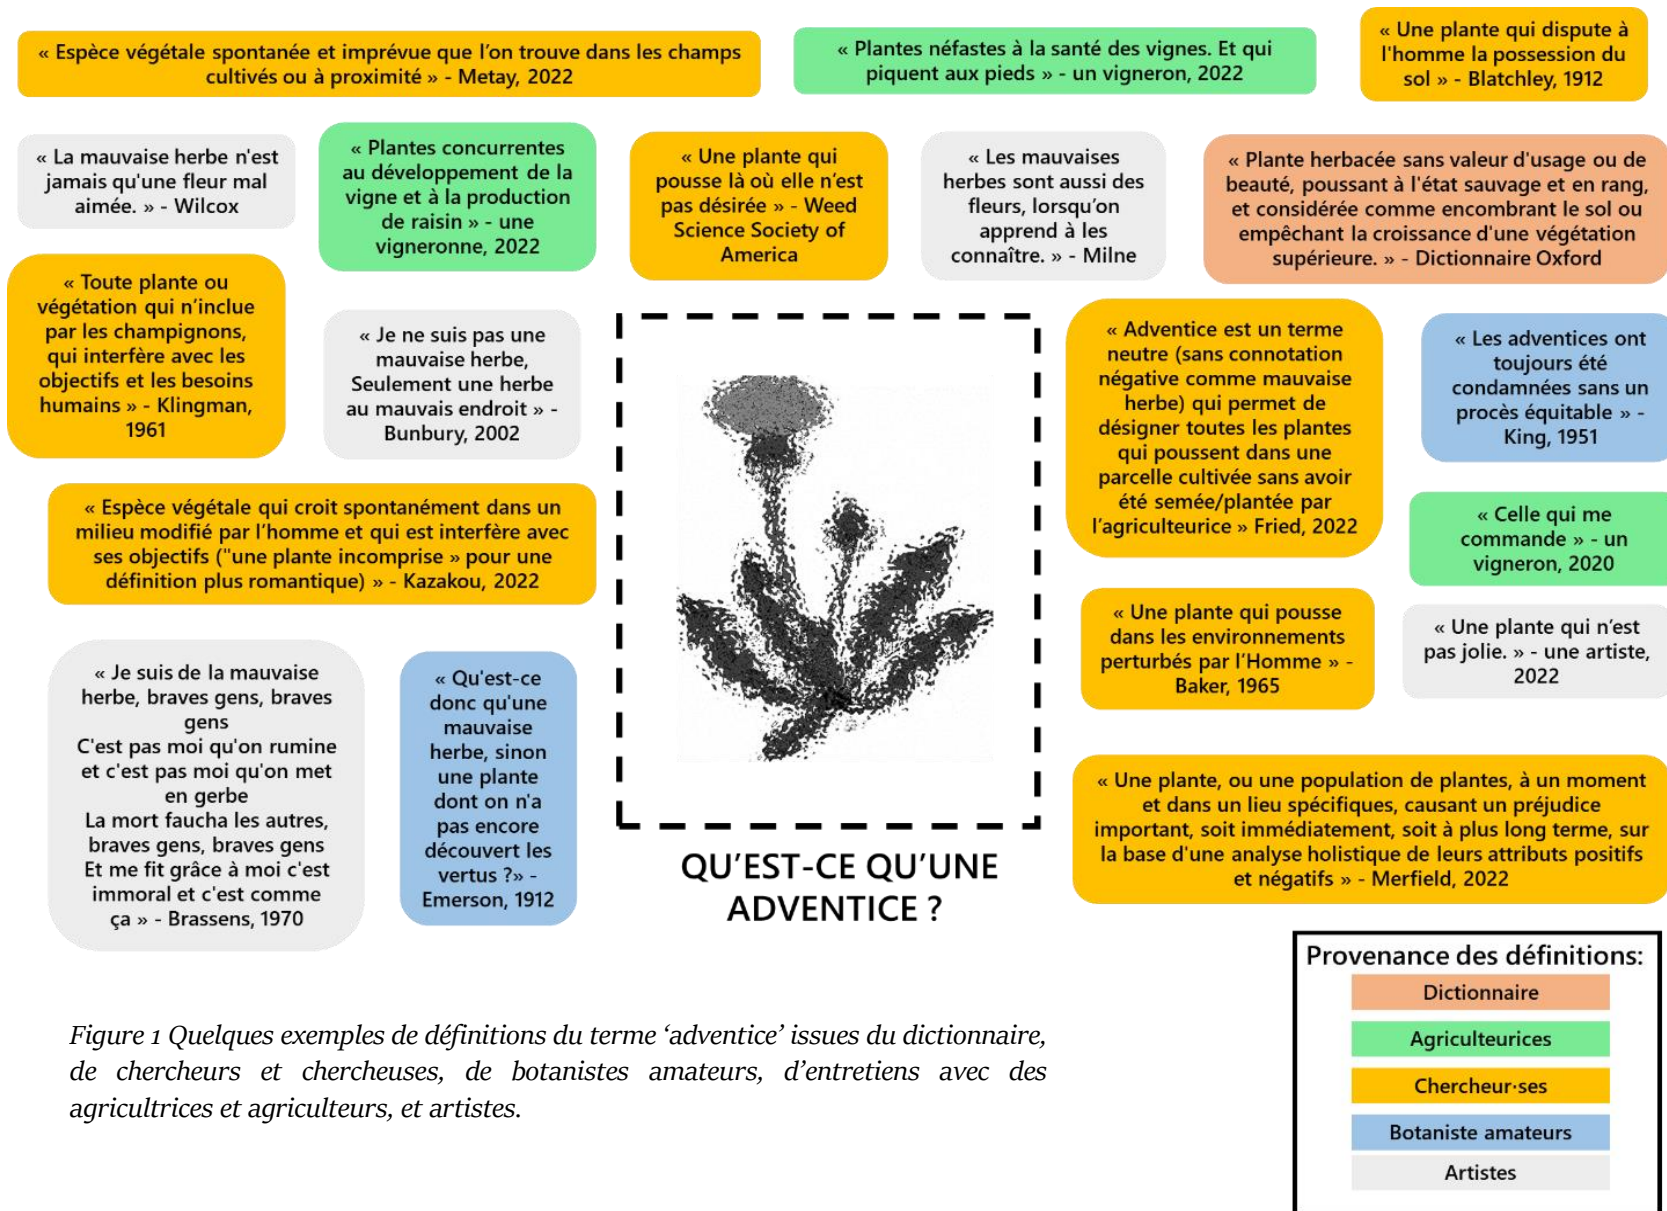 « Espèce végétale spontanée et imprévue que l’on trouve dans les champs
cultivés ou à proximité » - Metay, 2022
« Plantes néfastes à la santé des vignes. Et qui
piquent aux pieds » - un vigneron, 2022
« Une plante qui dispute à
l'homme la possession du
sol » - Blatchley, 1912
« La mauvaise herbe n'est
jamais qu'une fleur mal
aimée. » - Wilcox
« Plantes concurrentes
au développement de la
vigne et à la production
de raisin » - une
vigneronne, 2022
« Une plante qui
pousse là où elle n’est
pas désirée » - Weed
Science Society of
America
« Les mauvaises
herbes sont aussi des
fleurs, lorsqu’on
apprend à les
connaître. » - Milne
« Plante herbacée sans valeur d'usage ou de
beauté, poussant à l'état sauvage et en rang,
et considérée comme encombrant le sol ou
empêchant la croissance d'une végétation
supérieure. » - Dictionnaire Oxford
« Toute plante ou
végétation qui n’inclue
par les champignons,
qui interfère avec les
objectifs et les besoins
humains » - Klingman,
1961
« Je ne suis pas une
mauvaise herbe,
Seulement une herbe
au mauvais endroit » -
Bunbury, 2002
« Adventice est un terme
neutre (sans connotation
négative comme mauvaise
herbe) qui permet de
désigner toutes les plantes
qui poussent dans une
parcelle cultivée sans avoir
été semée/plantée par
l’agriculteurice » Fried, 2022
« Les adventices ont
toujours été
condamnées sans un
procès équitable » -
King, 1951
« Espèce végétale qui croit spontanément dans un
milieu modifié par l’homme et qui est interfère avec
ses objectifs ("une plante incomprise » pour une
définition plus romantique) » - Kazakou, 2022
« Celle qui me
commande » - un
vigneron, 2020
« Une plante qui pousse
dans les environnements
perturbés par l’Homme » -
Baker, 1965
« Une plante qui n’est
pas jolie. » - une artiste,
2022
« Je suis de la mauvaise
herbe, braves gens, braves
gens
C'est pas moi qu'on rumine
et c'est pas moi qu'on met
en gerbe
La mort faucha les autres,
braves gens, braves gens
Et me fit grâce à moi c'est
immoral et c'est comme
ça » - Brassens, 1970
« Qu'est-ce
donc qu'une
mauvaise
herbe, sinon
une plante
dont on n'a
pas encore
découvert les
vertus ?» -
Emerson, 1912
« Une plante, ou une population de plantes, à un moment
et dans un lieu spécifiques, causant un préjudice
important, soit immédiatement, soit à plus long terme, sur
la base d'une analyse holistique de leurs attributs positifs
et négatifs » - Merfield, 2022
QU’EST-CE QU’UNE
ADVENTICE ?
Provenance des définitions:
Dictionnaire
Agriculteurices
Chercheur·ses
Botaniste amateurs
Artistes
Figure 1 Quelques exemples de définitions du terme ‘adventice’ issues du dictionnaire,
de chercheurs et chercheuses, de botanistes amateurs, d’entretiens avec des
agricultrices et agriculteurs, et artistes.